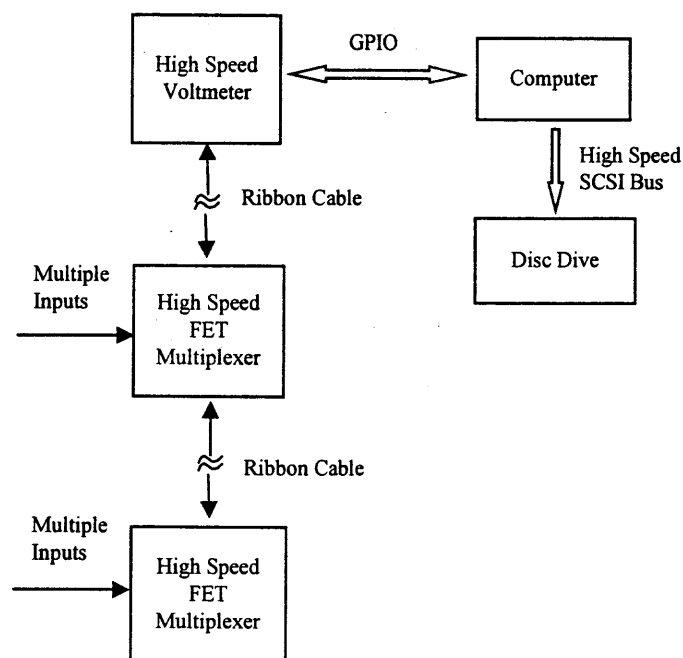 High Speed
Voltmeter
GPIO
Computer
High Speed
SCSI Bus
Ribbon Cable
Disc Dive
Multiple
Inputs
High Speed
FET
Multiplexer
Ribbon Cable
Multiple
Inputs
High Speed
FET
Multiplexer